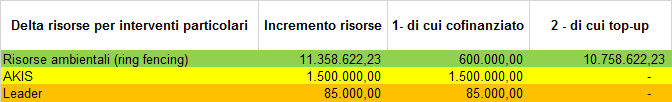 Delta risorse per interventi particolari Incremento risorse 1- di cui cofinanziato 2 - di cui top-up
Risorse ambientali (ring fencing) 11.358.622,23 600.000,00 10.758.622,23
AKIS 1.500.000,00 1.500.000,00 -
Leader 85.000,00 85.000,00 -